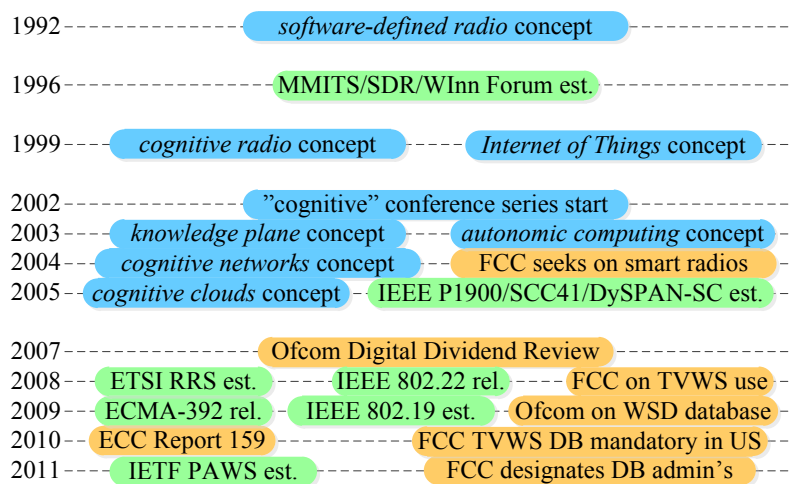 1992 software-defined radio concept
1996 MMITS/SDR/WInn Forum est.
1999 cognitive radio concept Internet of Things concept
2002 ”cognitive” conference series start
2003 knowledge plane concept autonomic computing concept
2004 cognitive networks concept FCC seeks on smart radios
2005 cognitive clouds concept IEEE P1900/SCC41/DySPAN-SC est.
2007 Ofcom Digital Dividend Review
2008 ETSI RRS est. IEEE 802.22 rel. FCC on TVWS use
2009 ECMA-392 rel. IEEE 802.19 est. Ofcom on WSD database
2010 ECC Report 159 FCC TVWS DB mandatory in US
2011 IETF PAWS est. FCC designates DB admin’s